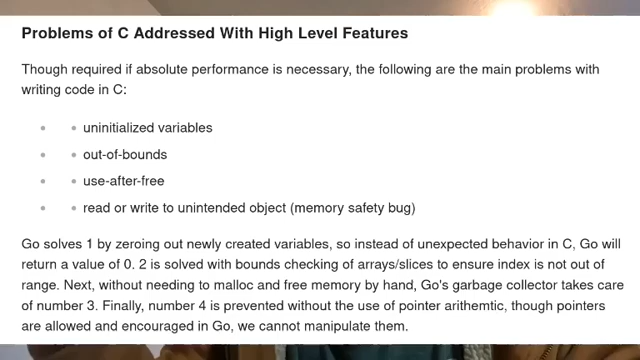 Problems of C Addressed With High Level Features
Though required if absolute performance is necessary, the following are the main problems with
writing code in C:
uninitialized variables
out-of-bounds
use-after-free
read or write to unintended object (memory safety bug)
Go solves 1 by zeroing out newly created variables, so instead of unexpected behavior in C, Go will
return a value of 0. 2 is solved with bounds checking of arrays/slices to ensure index is not out of
range. Next, without needing to malloc and free memory by hand, Go's garbage collector takes care
of number 3. Finally, number 4 is prevented without the use of pointer arithemtic, though pointers
are allowed and encouraged in Go, we cannot manipulate them.